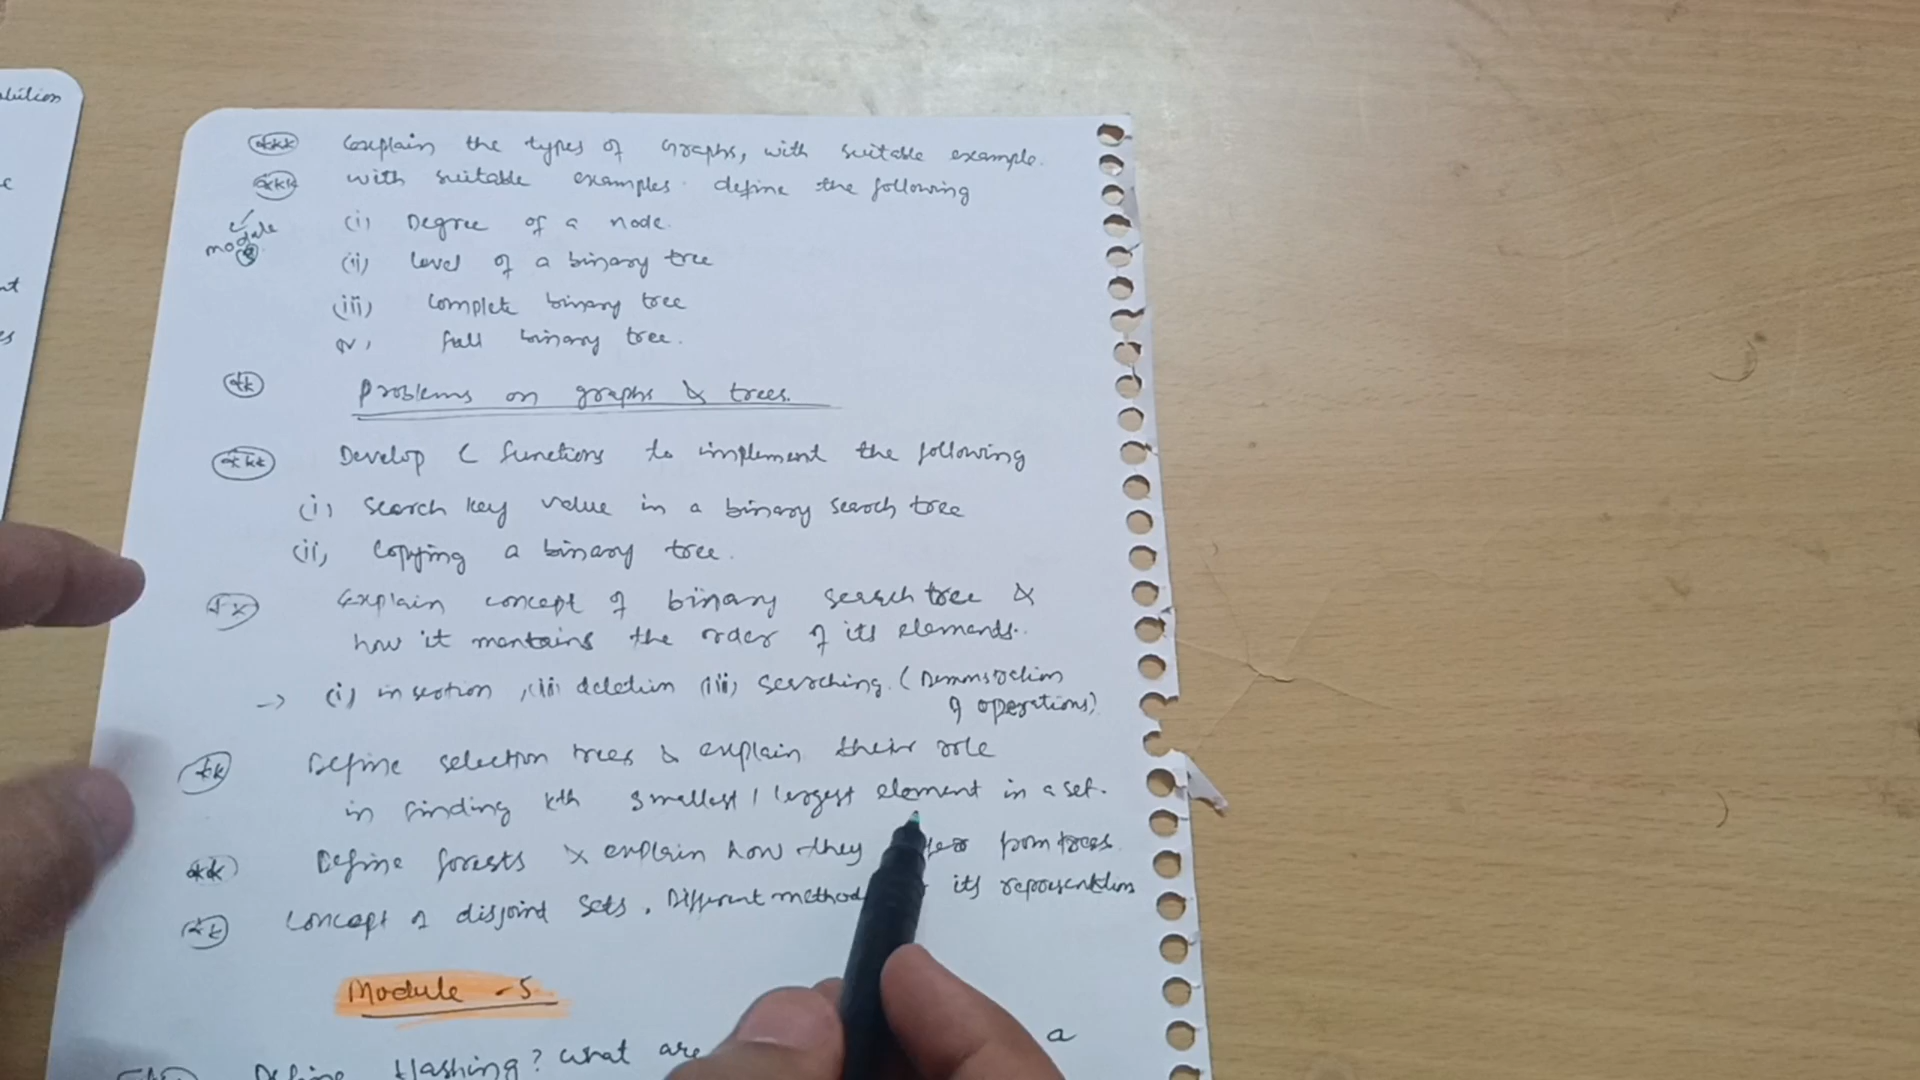 Explain the types of Graphs, with suitable example.
with suitable examples define the following
module
(i) Degree of a node.
(ii) Level of a binary tree
(iii) Complete binary tree
full binary tree.
Problems on graphs & trees.
Develop C functions to implement the following
(i) search key value in a binary search tree
(ii) Copying a binary tree.
Explain concept of binary search tree &
how it mantains the order of its elements.
→ (i) insertion, (ii) deletion (iii) searching. (Demonstration
of operations)
Define selection trees & explain their role
in finding kth smallest / largest element in a set.
Define forests & explain how they from trees.
Concept of disjoint sets. Different method its representation
Module - 5
Define Hashing? what are a